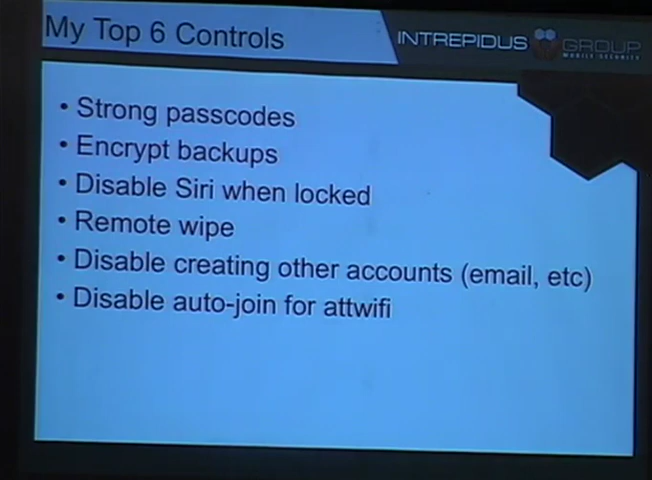 My Top 6 Controls
INTREPIDUS GROUP
MOBILE SECURITY
• Strong passcodes
• Encrypt backups
• Disable Siri when locked
• Remote wipe
• Disable creating other accounts (email, etc)
• Disable auto-join for attwifi